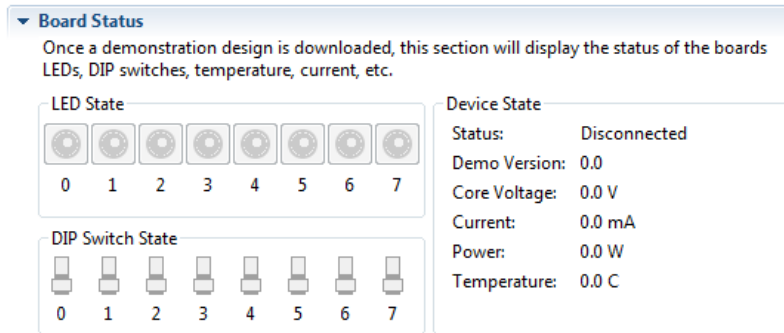 Board Status
Once a demonstration design is downloaded, this section will display the status of the boards
LEDs, DIP switches, temperature, current, etc.
LED State
0 1 2 3 4 5 6 7
DIP Switch State
0 1 2 3 4 5 6 7
Device State
Status: Disconnected
Demo Version: 0.0
Core Voltage: 0.0 V
Current: 0.0 mA
Power: 0.0 W
Temperature: 0.0 C